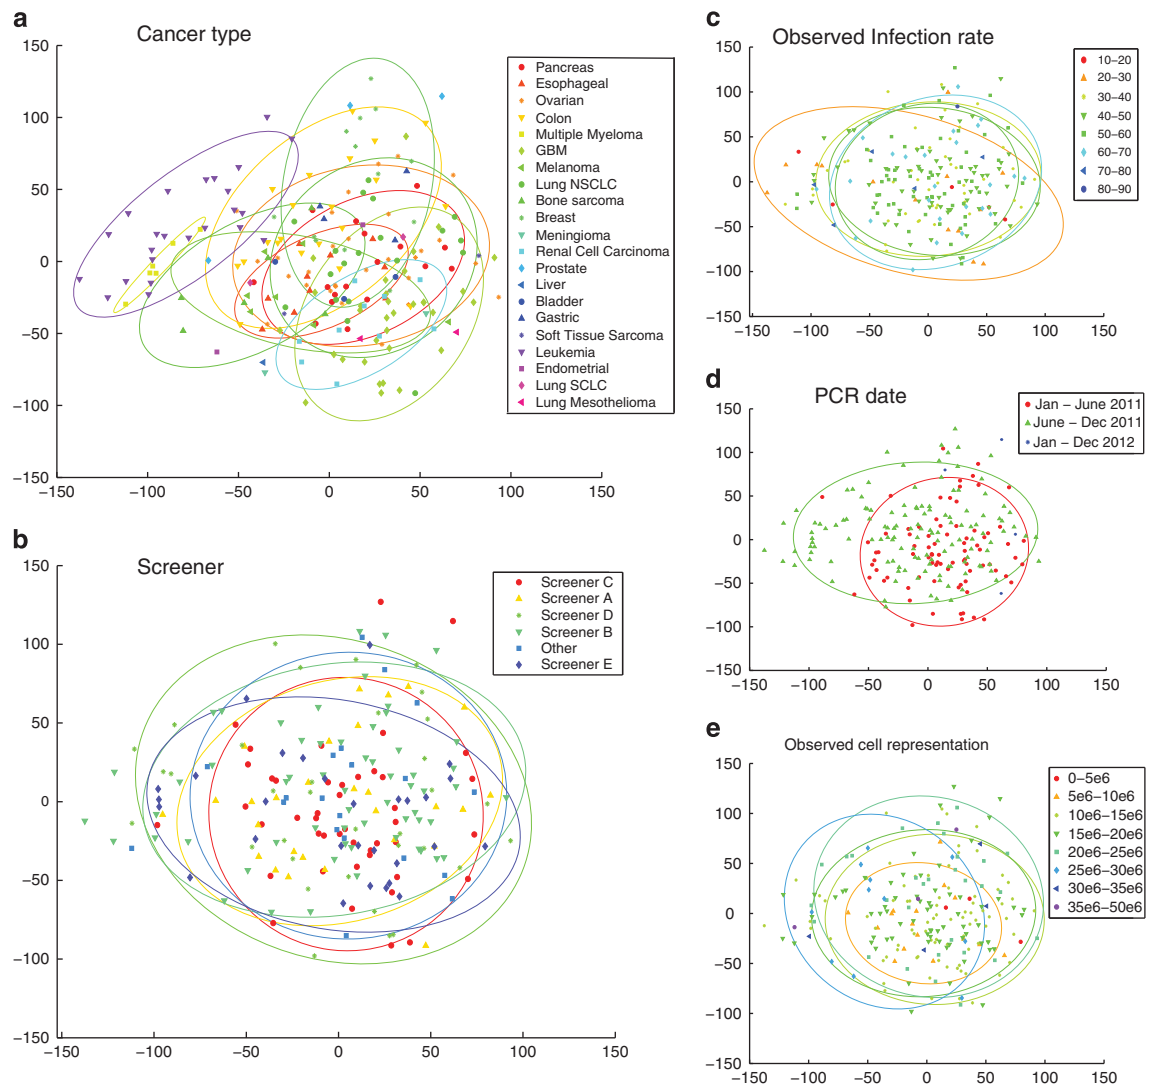 a
Cancer type
150
100
50
0
−50
−100
−150
−150
−100
−50
0
50
100
150
Pancreas
Esophageal
Ovarian
Colon
Multiple Myeloma
GBM
Melanoma
Lung NSCLC
Bone sarcoma
Breast
Meningioma
Renal Cell Carcinoma
Prostate
Liver
Bladder
Gastric
Soft Tissue Sarcoma
Leukemia
Endometrial
Lung SCLC
Lung Mesothelioma
b
Screener
150
100
50
0
−50
−100
−150
−150
−100
−50
0
50
100
150
Screener C
Screener A
Screener D
Screener B
Other
Screener E
c
Observed Infection rate
150
100
50
0
−50
−100
−150
−150
−100
−50
0
50
100
150
10−20
20−30
30−40
40−50
50−60
60−70
70−80
80−90
d
PCR date
150
100
50
0
−50
−100
−150
−150
−100
−50
0
50
100
150
Jan − June 2011
June − Dec 2011
Jan − Dec 2012
e
Observed cell representation
150
100
50
0
−50
−100
−150
−150
−100
−50
0
50
100
150
0−5e6
5e6−10e6
10e6−15e6
15e6−20e6
20e6−25e6
25e6−30e6
30e6−35e6
35e6−50e6